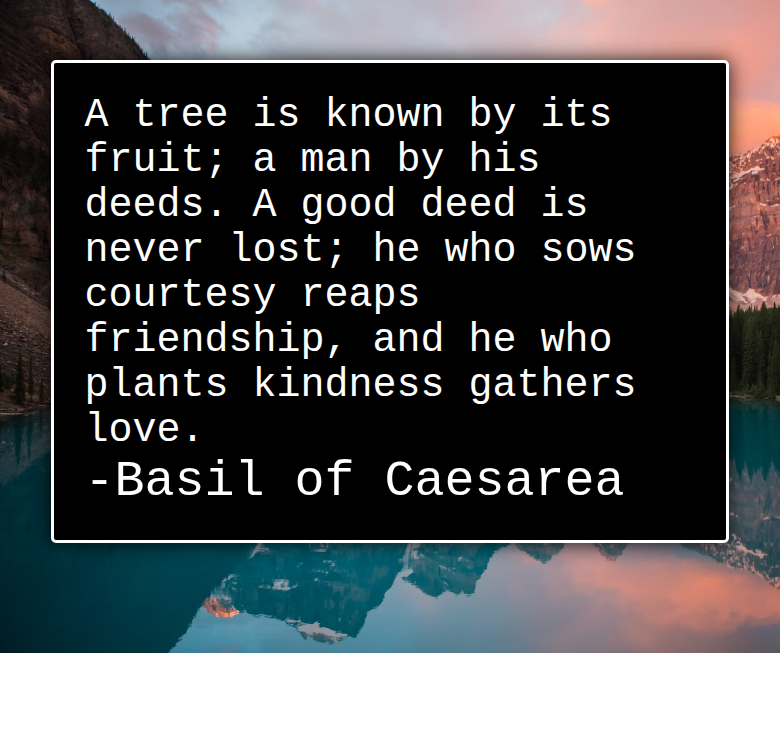 A tree is known by its
fruit; a man by his
deeds. A good deed is
never lost; he who sows
courtesy reaps
friendship, and he who
plants kindness gathers
love.
-Basil of Caesarea